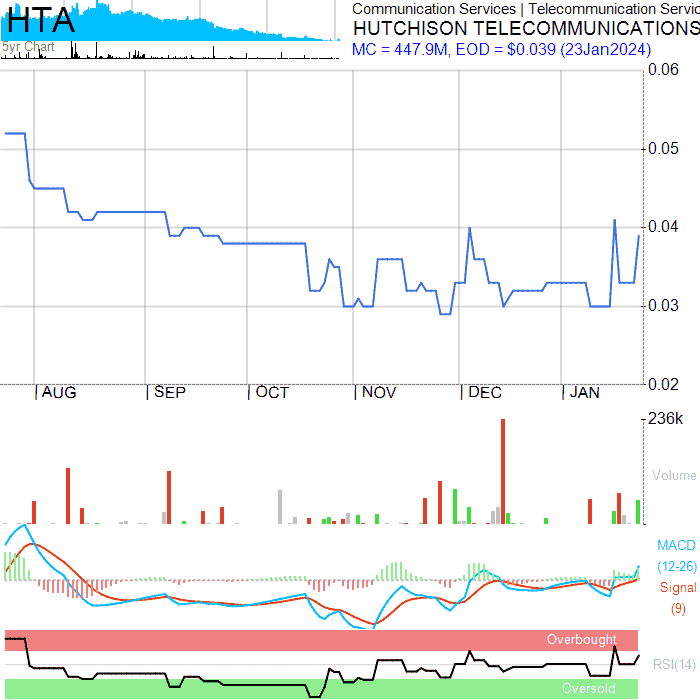 HTA
5yr Chart
Communication Services | Telecommunication Servic
HUTCHISON TELECOMMUNICATIONS
MC = 447.9M, EOD = $0.039 (23Jan2024)
0.06
0.05
0.04
0.03
0.02
AUG
SEP
OCT
NOV
DEC
JAN
236k
Volume
MACD
(12-26)
Signal
(9)
Overbought
RSI(14)
Oversold